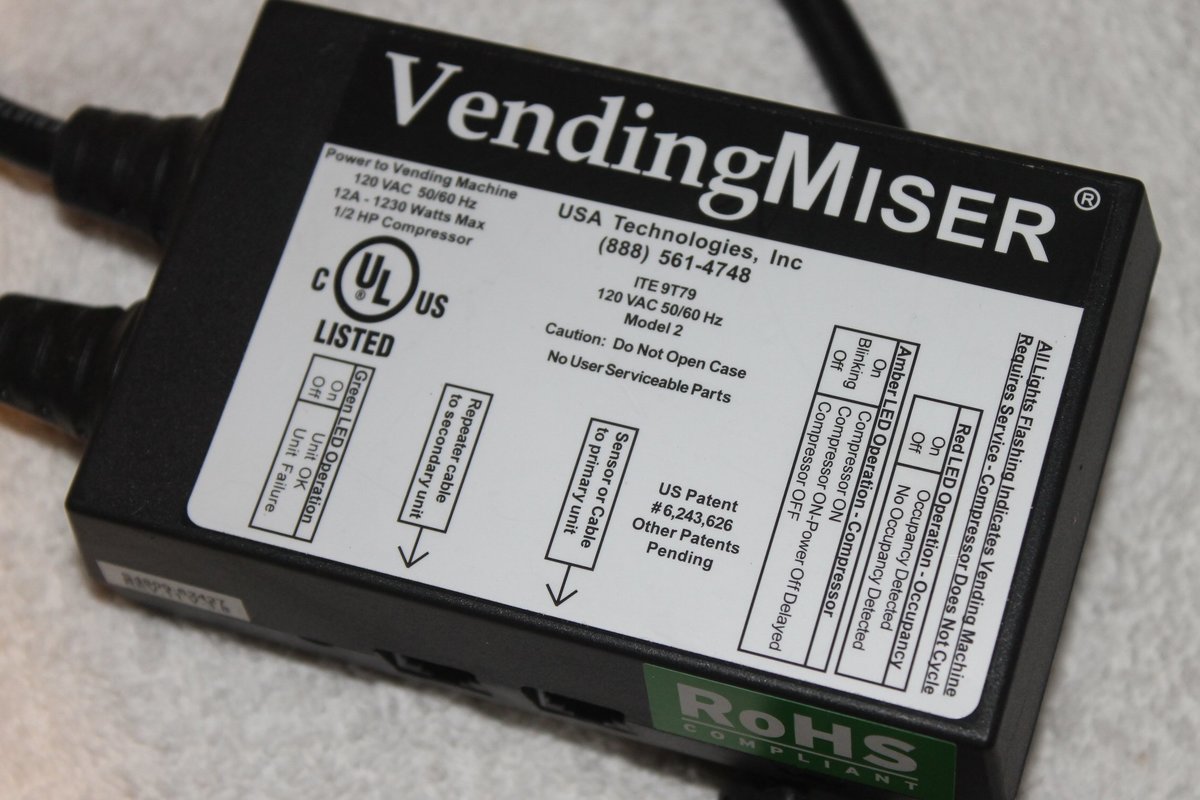 VendingMISER®
Power to Vending Machine
120 VAC 50/60 Hz
12A - 1230 Watts Max
1/2 HP Compressor
C UL® US
LISTED
USA Technologies, Inc
(888) 561-4748
ITE 9T79
120 VAC 50/60 Hz
Model 2
Caution: Do Not Open Case
No User Serviceable Parts
Green LED Operation
On Unit OK
Off Unit Failure
Repeater cable
to secondary unit
Sensor or Cable
to primary unit
US Patent
#6,243,626
Other Patents
Pending
All Lights Flashing Indicates Vending Machine
Requires Service - Compressor Does Not Cycle
Red LED Operation - Occupancy
On Occupancy Detected
Off No Occupancy Detected
Amber LED Operation - Compressor
On Compressor ON
Blinking Compressor ON-Power Off Delayed
Off Compressor OFF
RoHS
COMPLIANT